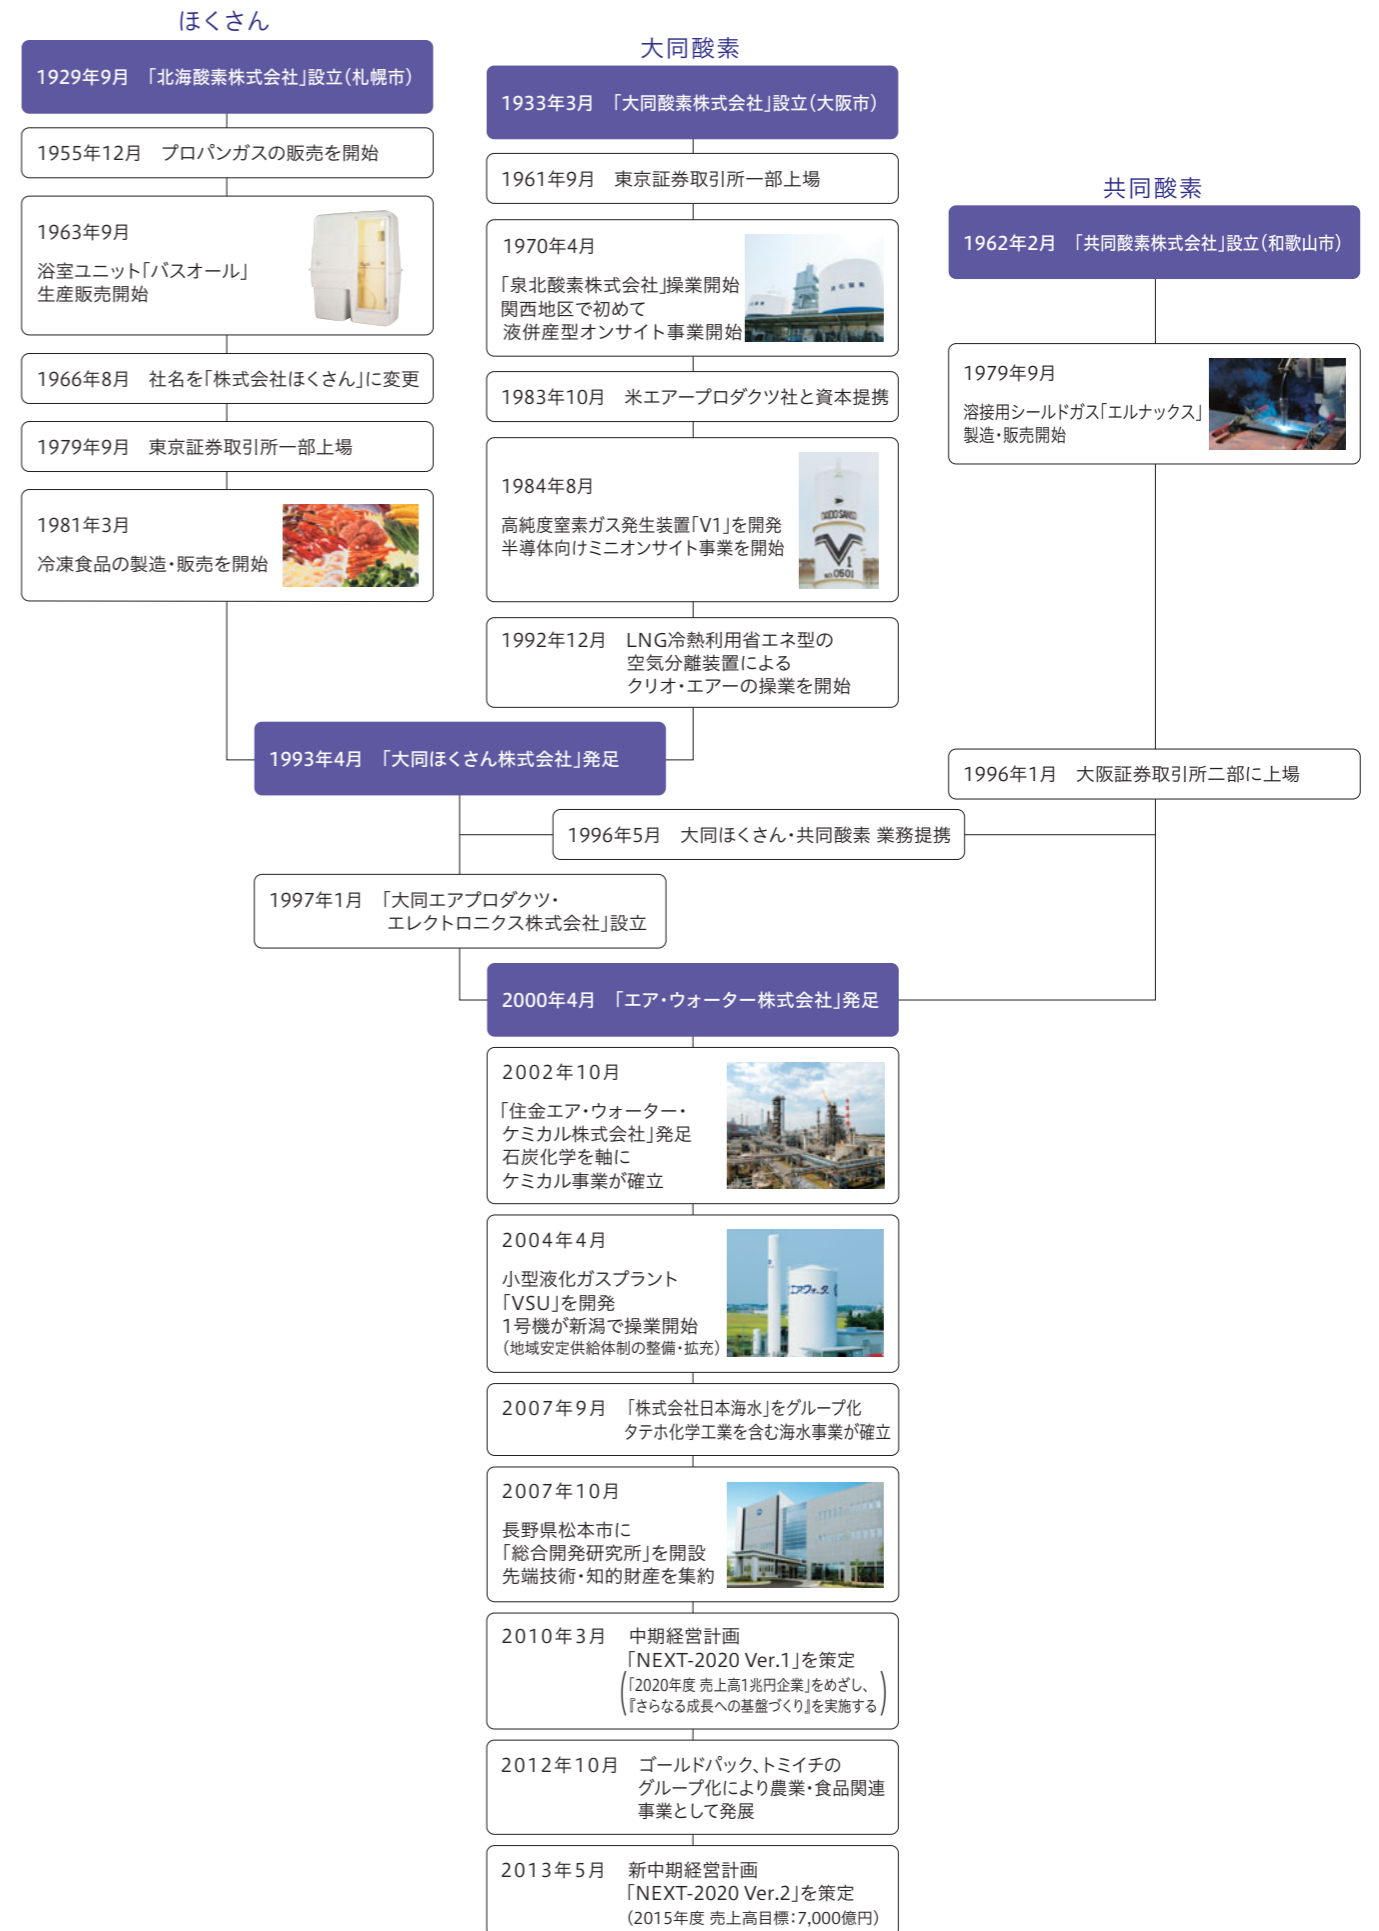 ほくさん
1929年9月　「北海酸素株式会社」設立(札幌市)
1955年12月　プロパンガスの販売を開始
1963年9月
浴室ユニット「バスオール」
生産販売開始
1966年8月　社名を「株式会社ほくさん」に変更
1979年9月　東京証券取引所一部上場
1981年3月
冷凍食品の製造・販売を開始
大同酸素
1933年3月　「大同酸素株式会社」設立(大阪市)
1961年9月　東京証券取引所一部上場
1970年4月
「泉北酸素株式会社」操業開始
関西地区で初めて
液併産型オンサイト事業開始
泉北酸素
1983年10月　米エアープロダクツ社と資本提携
1984年8月
高純度窒素ガス発生装置「V1」を開発
半導体向けミニオンサイト事業を開始
DAIDO SANSO
V1
NO 0501
1992年12月　LNG冷熱利用省エネ型の
空気分離装置による
クリオ・エアーの操業を開始
共同酸素
1962年2月　「共同酸素株式会社」設立(和歌山市)
1979年9月
溶接用シールドガス「エルナックス」
製造・販売開始
1993年4月　「大同ほくさん株式会社」発足
1996年1月　大阪証券取引所二部に上場
1996年5月　大同ほくさん・共同酸素 業務提携
1997年1月　「大同エアプロダクツ・
エレクトロニクス株式会社」設立
2000年4月　「エア・ウォーター株式会社」発足
2002年10月
「住金エア・ウォーター・
ケミカル株式会社」発足
石炭化学を軸に
ケミカル事業が確立
2004年4月
小型液化ガスプラント
「VSU」を開発
1号機が新潟で操業開始
(地域安定供給体制の整備・拡充)
エア・ウォータ
2007年9月　「株式会社日本海水」をグループ化
タテホ化学工業を含む海水事業が確立
2007年10月
長野県松本市に
「総合開発研究所」を開設
先端技術・知的財産を集約
2010年3月　中期経営計画
「NEXT-2020 Ver.1」を策定
(「2020年度 売上高1兆円企業」をめざし、
『さらなる成長への基盤づくり』を実施する)
2012年10月　ゴールドパック、トミイチの
グループ化により農業・食品関連
事業として発展
2013年5月　新中期経営計画
「NEXT-2020 Ver.2」を策定
(2015年度 売上高目標：7,000億円)